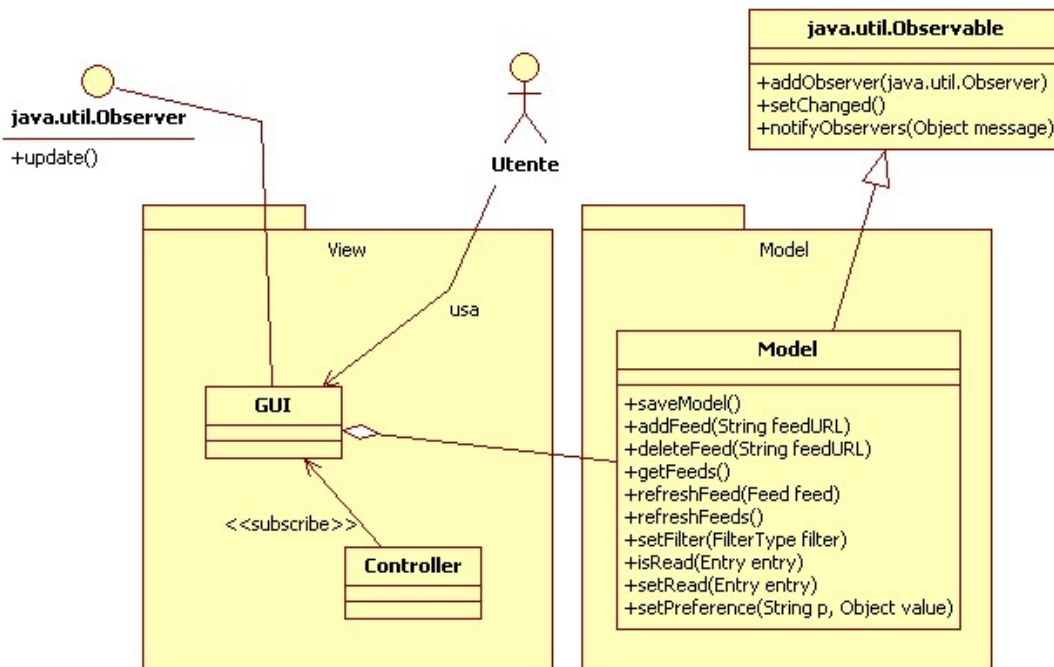 java.util.Observable
+addObserver(java.util.Observer)
+setChanged()
+notifyObservers(Object message)
java.util.Observer
+update()
Utente
View
usa
GUI
<<subscribe>>
Controller
Model
Model
+saveModel()
+addFeed(String feedURL)
+deleteFeed(String feedURL)
+getFeeds()
+refreshFeed(Feed feed)
+refreshFeeds()
+setFilter(FilterType filter)
+isRead(Entry entry)
+setRead(Entry entry)
+setPreference(String p, Object value)